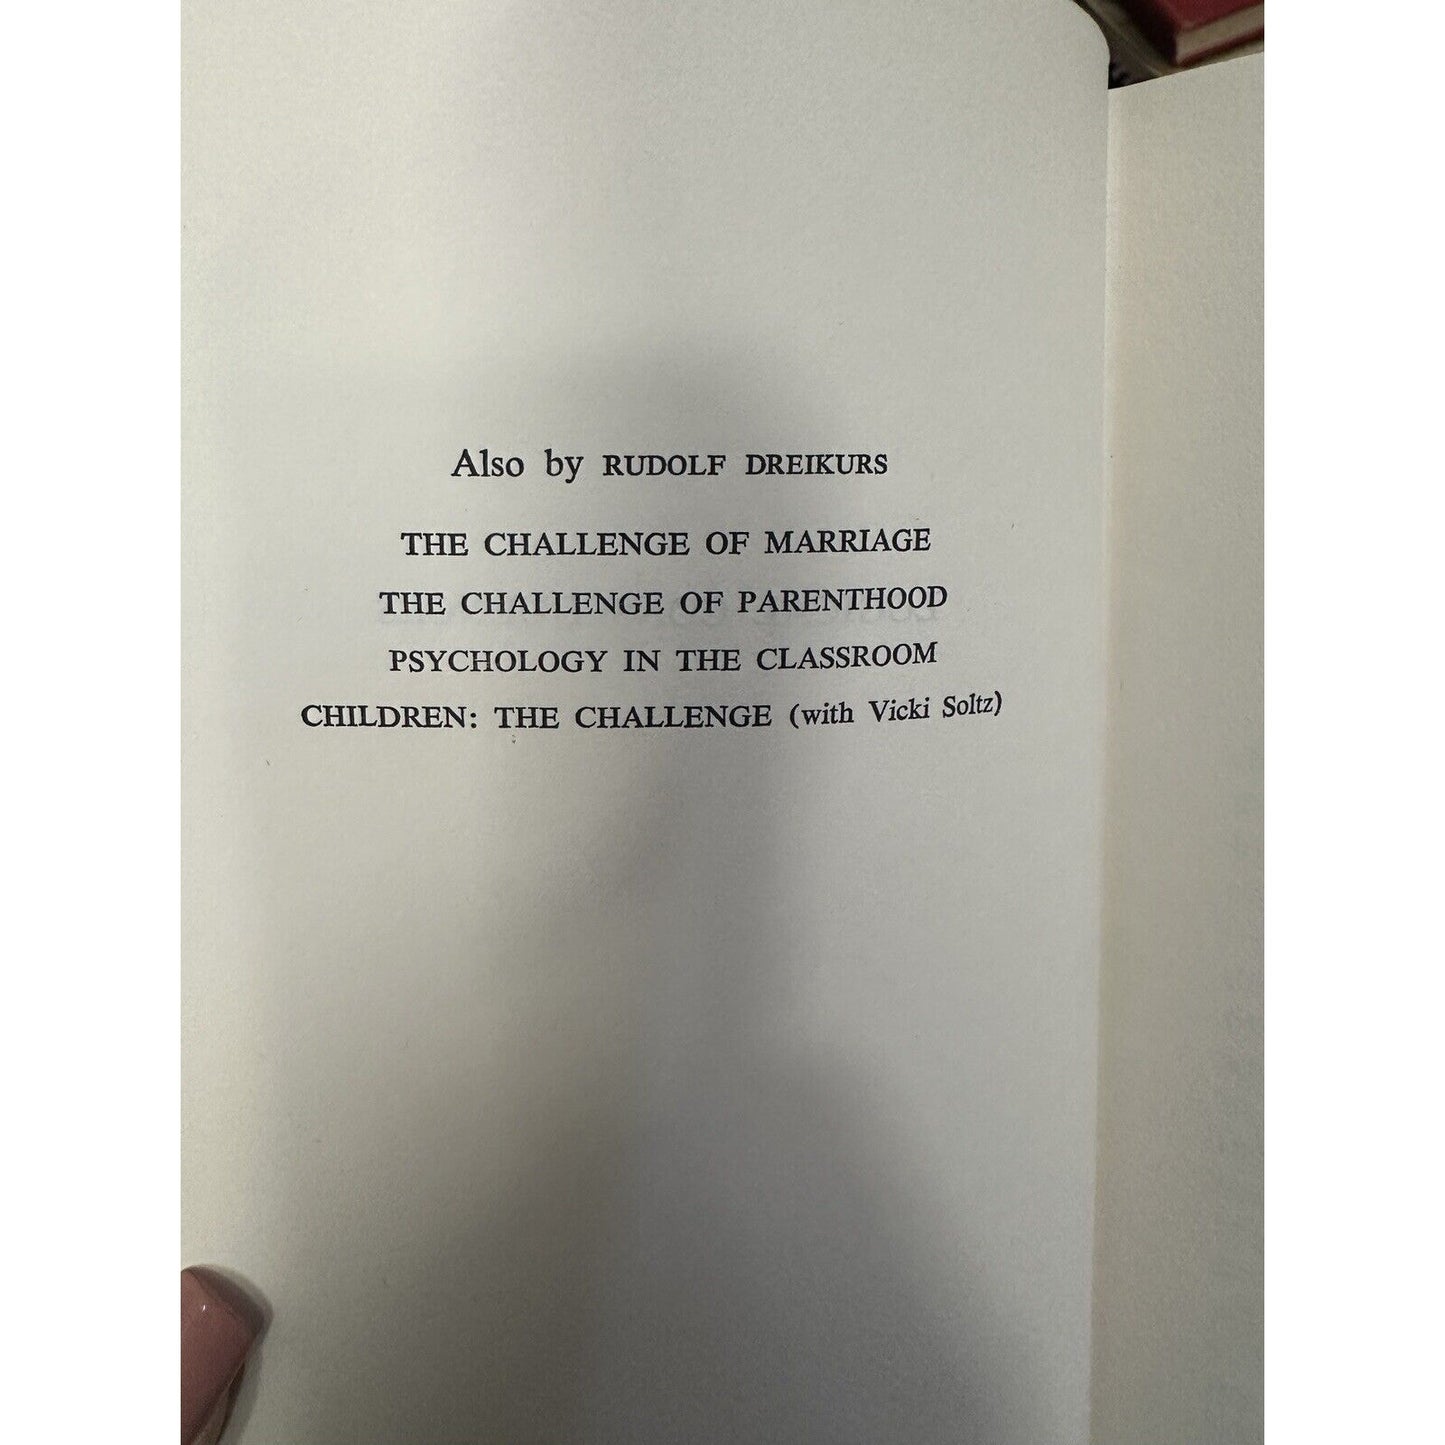 Also by RUDOLF DREIKURS
THE CHALLENGE OF MARRIAGE
THE CHALLENGE OF PARENTHOOD
PSYCHOLOGY IN THE CLASSROOM
CHILDREN: THE CHALLENGE (with Vicki Soltz)